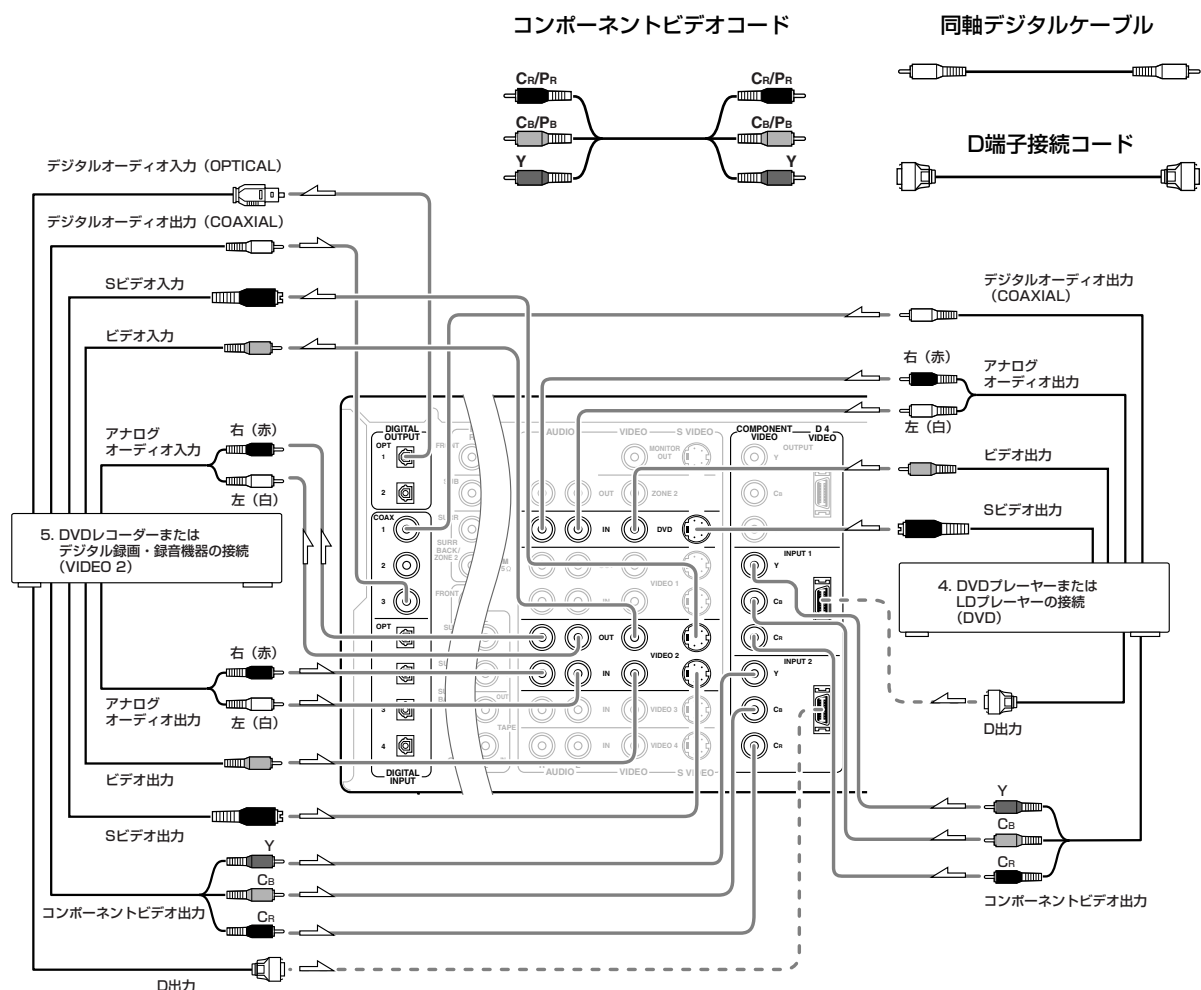 コンポーネントビデオコード
同軸デジタルケーブル
CR/PR
CR/PR
CB/PB
CB/PB
Y
Y
D端子接続コード
デジタルオーディオ入力（OPTICAL）
デジタルオーディオ出力（COAXIAL）
Sビデオ入力
ビデオ入力
アナログ
オーディオ入力
右（赤）
左（白）
5. DVDレコーダーまたは
デジタル録画・録音機器の接続
（VIDEO 2）
右（赤）
左（白）
アナログ
オーディオ出力
ビデオ出力
Sビデオ出力
Y
CB
CR
コンポーネントビデオ出力
D出力
DIGITAL
OUTPUT
OPT
1
2
COAX
1
2
3
OPT
3
4
DIGITAL
INPUT
FRONT
SURR
BACK/
ZONE 2
FRONT
OUT
TAPE
AUDIO
VIDEO
S VIDEO
MONITOR
OUT
OUT
ZONE 2
IN
DVD
VIDEO 1
IN
OUT
VIDEO 2
IN
IN
VIDEO 3
IN
VIDEO 4
AUDIO
VIDEO
S VIDEO
COMPONENT
VIDEO
D 4
VIDEO
OUTPUT
Y
CB
INPUT 1
Y
CB
CR
INPUT 2
Y
CB
CR
デジタルオーディオ出力
（COAXIAL）
右（赤）
アナログ
オーディオ出力
左（白）
ビデオ出力
Sビデオ出力
4. DVDプレーヤーまたは
LDプレーヤーの接続
（DVD）
D出力
Y
CB
CR
コンポーネントビデオ出力